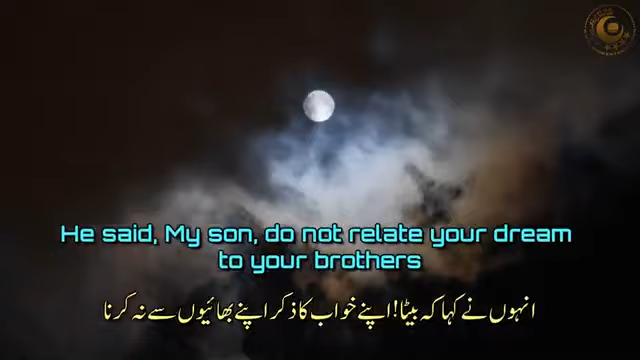 He said, My son, do not relate your dream
to your brothers
انہوں نے کہا کہ بیٹا! اپنے خواب کا ذکر اپنے بھائیوں سے نہ کرنا